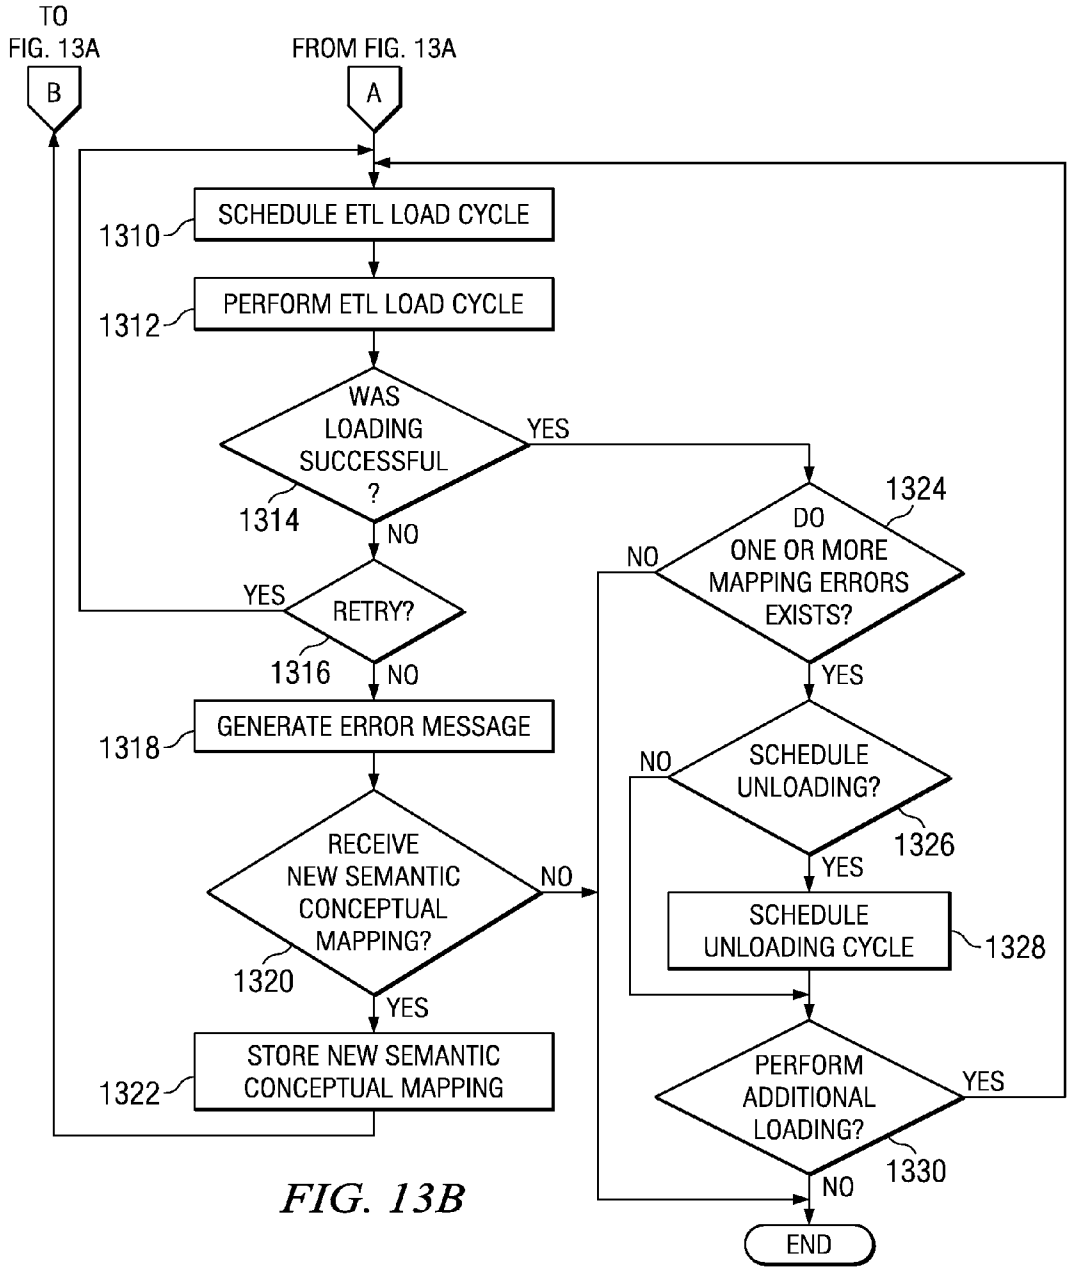 TO
FIG. 13A
B
FROM FIG. 13A
A
SCHEDULE ETL LOAD CYCLE
1310
PERFORM ETL LOAD CYCLE
1312
WAS
LOADING
SUCCESSFUL
?
1314
YES
NO
RETRY?
1316
YES
NO
GENERATE ERROR MESSAGE
1318
RECEIVE
NEW SEMANTIC
CONCEPTUAL
MAPPING?
1320
NO
YES
STORE NEW SEMANTIC
CONCEPTUAL MAPPING
1322
1324
DO
ONE OR MORE
MAPPING ERRORS
EXISTS?
NO
YES
SCHEDULE
UNLOADING?
1326
NO
YES
SCHEDULE
UNLOADING CYCLE
1328
PERFORM
ADDITIONAL
LOADING?
1330
YES
NO
END
FIG. 13B